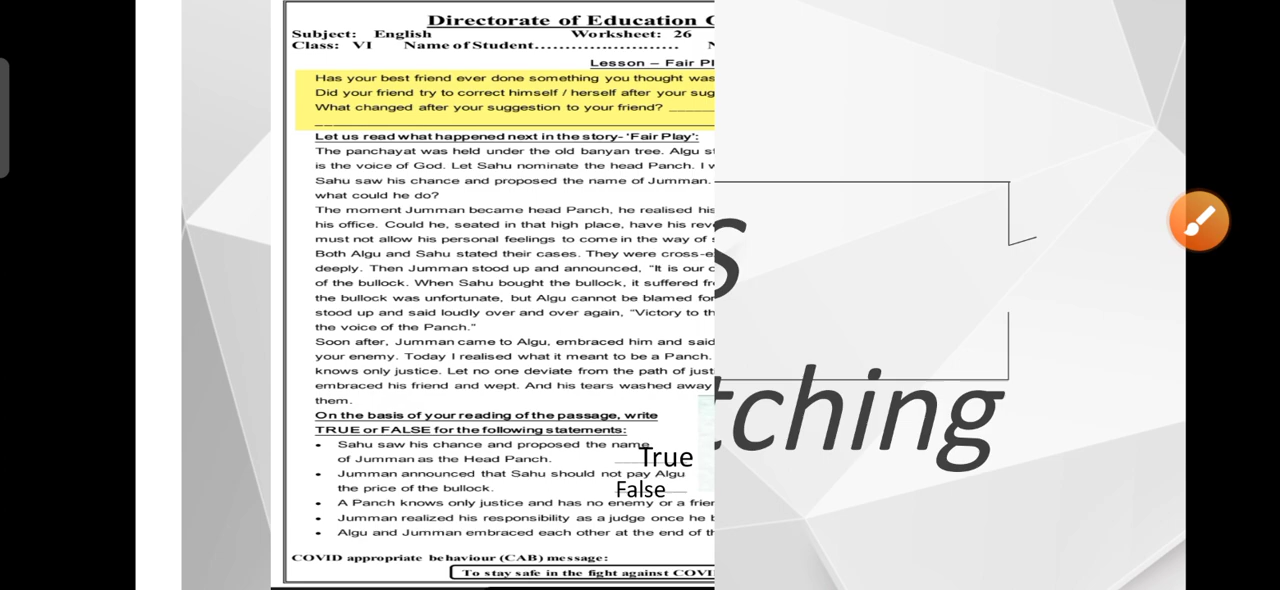 Directorate of Education
Subject: English Worksheet: 26
Class: VI Name of Student........................
Lesson – Fair
Has your best friend ever done something you thought was
Did your friend try to correct himself / herself after your
What changed after your suggestion to your friend? ______
Let us read what happened next in the story- 'Fair Play':
The panchayat was held under the old banyan tree. Algu
is the voice of God. Let Sahu nominate the head Panch. I
Sahu saw his chance and proposed the name of Jumman.
what could he do?
The moment Jumman became head Panch, he realised his
his office. Could he, seated in that high place, have his
must not allow his personal feelings to come in the way of
Both Algu and Sahu stated their cases. They were
deeply. Then Jumman stood up and announced, "It is our
of the bullock. When Sahu bought the bullock, it suffered
the bullock was unfortunate, but Algu cannot be blamed for
stood up and said loudly over and over again, "Victory to
the voice of the Panch."
Soon after, Jumman came to Algu, embraced him and said
your enemy. Today I realised what it meant to be a Panch.
knows only justice. Let no one deviate from the path of
embraced his friend and wept. And his tears washed away
them.
On the basis of your reading of the passage, write
TRUE or FALSE for the following statements:
• Sahu saw his chance and proposed the name
of Jumman as the Head Panch. True
• Jumman announced that Sahu should not pay Algu
the price of the bullock. False
• A Panch knows only justice and has no enemy or a
• Jumman realized his responsibility as a judge once he
• Algu and Jumman embraced each other at the end of
COVID appropriate behaviour (CAB) message:
To stay safe in the fight against
s
tching